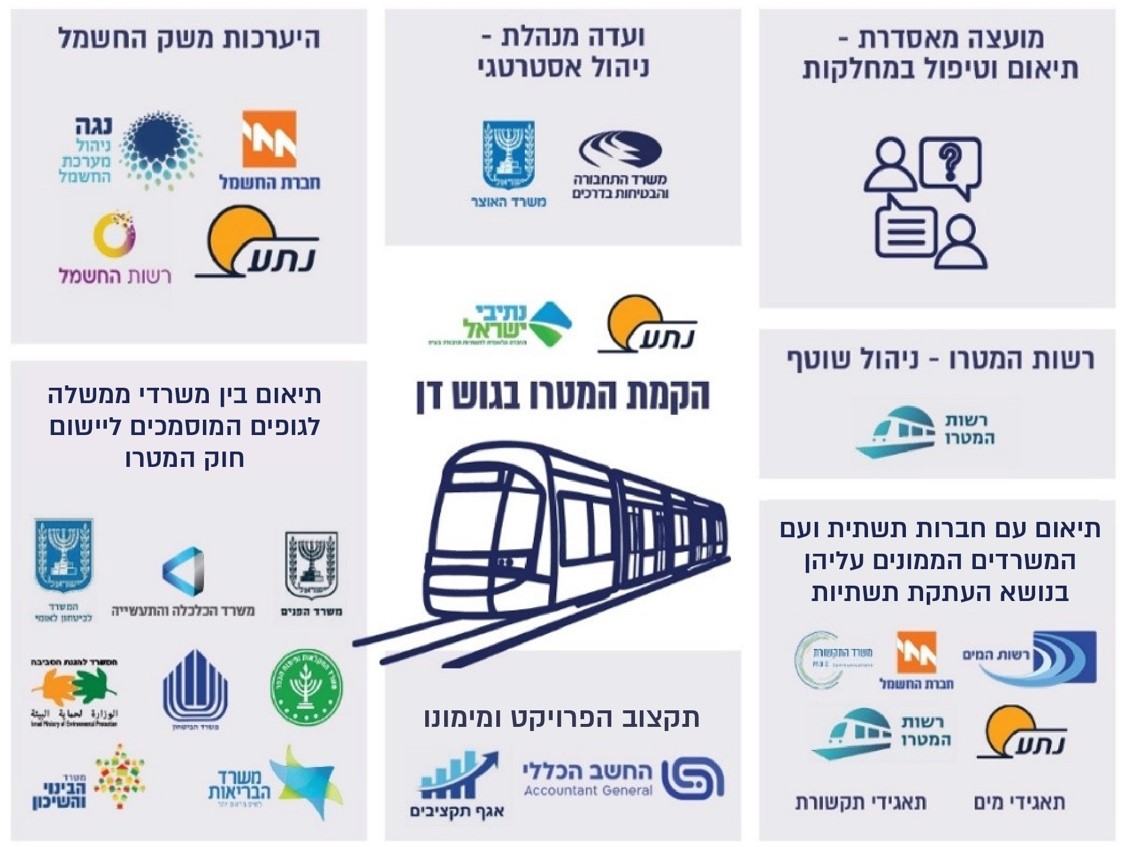 מועצה מאסדרת -
תיאום וטיפול במחלקות
?
ועדה מנהלת -
ניהול אסטרטגי
משרד התחבורה
והבטיחות בדרכים
משרד האוצר
היערכות משק החשמל
חברת החשמל
נגה
ניהול
מערכת
החשמל
נתע
רשות החשמל
רשות המטרו - ניהול שוטף
רשות
המטרו
נתע
נתיבי
ישראל
הקמת המטרו בגוש דן
תיאום בין משרדי ממשלה
לגופים המוסמכים ליישום
חוק המטרו
משרד הפנים
משרד הכלכלה והתעשייה
המשרד
לביטחון לאומי
המשרד להגנת הסביבה
משרד הביטחון
משרד
הבריאות
משרד
הבינוי
והשיכון
תיאום עם חברות תשתית ועם
המשרדים הממונים עליהן
בנושא העתקת תשתיות
רשות המים
חברת החשמל
משרד התקשורת
נתע
רשות
המטרו
תאגידי מים
תאגידי תקשורת
תקצוב הפרויקט ומימונו
החשב הכללי
Accountant General
אגף תקציבים